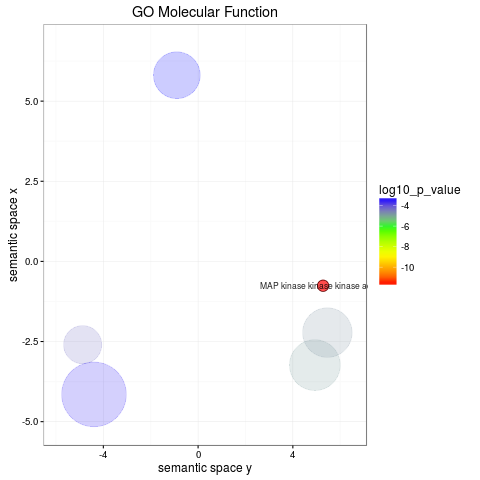 GO Molecular Function
semantic space x
5.0
2.5
0.0
-2.5
-5.0
MAP kinase kinase kinase a
-4
0
4
semantic space y
log10_p_value
-4
-6
-8
-10